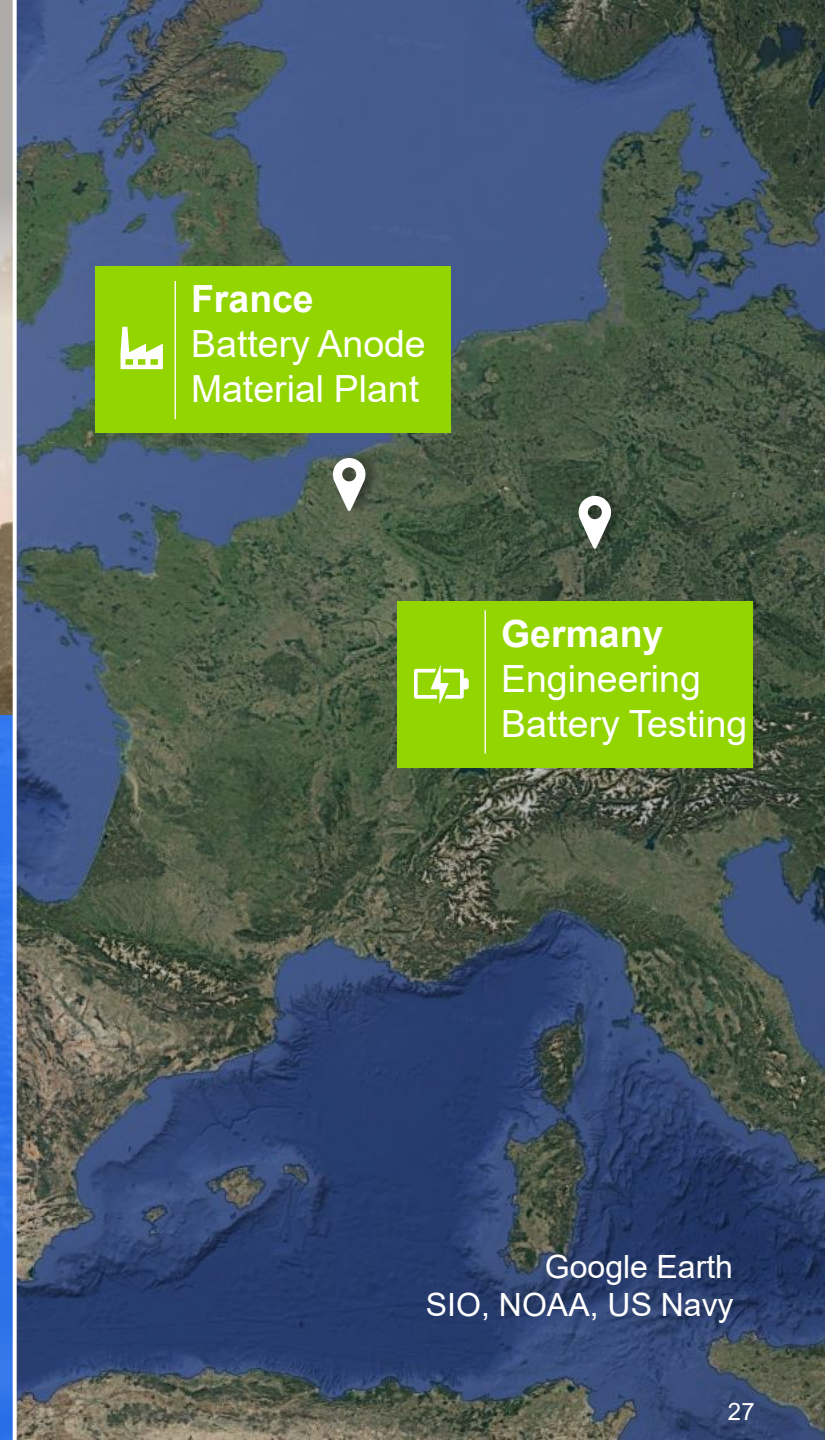 France
Battery Anode
Material Plant
Germany
Engineering
Battery Testing
Google Earth
SIO, NOAA, US Navy
27